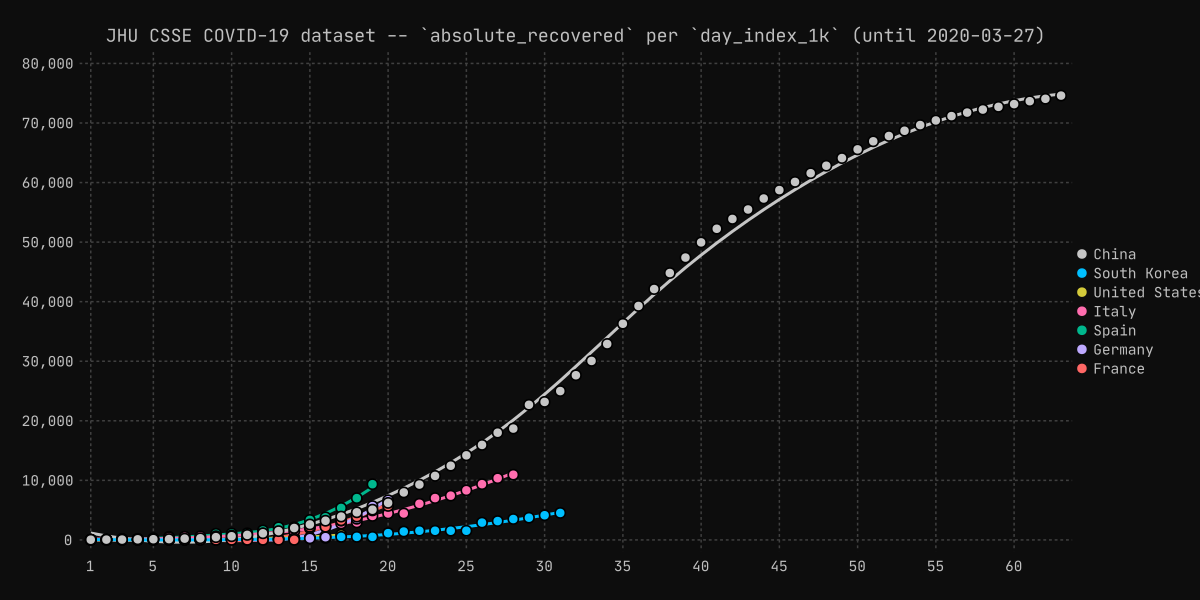 JHU CSSE COVID-19 dataset -- `absolute_recovered` per `day_index_1k` (until 2020-03-27)
80,000
70,000
60,000
50,000
40,000
30,000
20,000
10,000
0
1 5 10 15 20 25 30 35 40 45 50 55 60
China
South Korea
United States
Italy
Spain
Germany
France